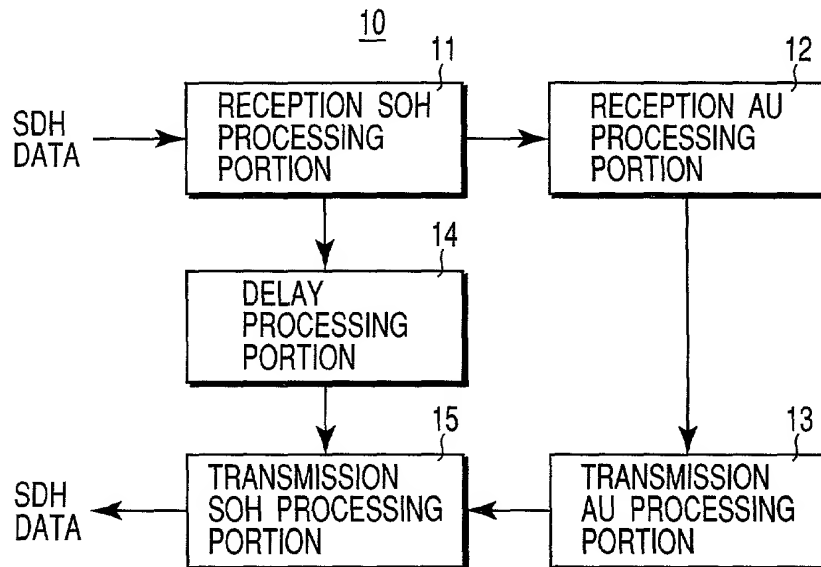 10
11
12
SDH
DATA
RECEPTION SOH
PROCESSING
PORTION
RECEPTION AU
PROCESSING
PORTION
14
DELAY
PROCESSING
PORTION
15
13
SDH
DATA
TRANSMISSION
SOH PROCESSING
PORTION
TRANSMISSION
AU PROCESSING
PORTION